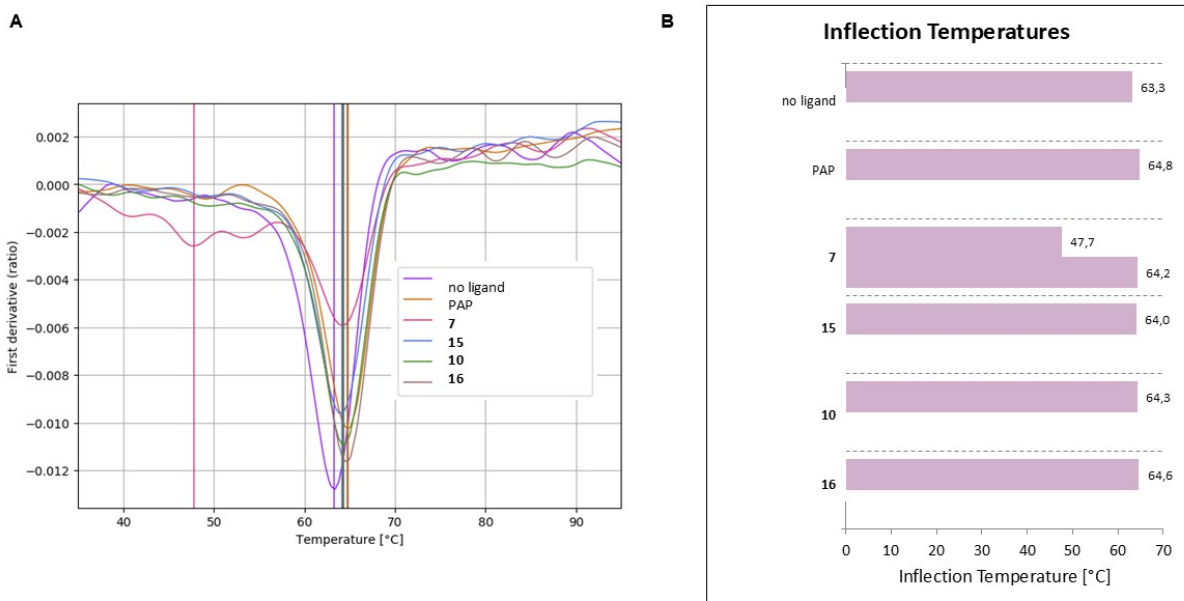 A
0.002
0.000
−0.002
−0.004
−0.006
−0.008
−0.010
−0.012
First derivative (ratio)
40 50 60 70 80 90
Temperature [°C]
no ligand
PAP
7
15
10
16
B
Inflection Temperatures
no ligand 63,3
PAP 64,8
7 47,7
64,2
15 64,0
10 64,3
16 64,6
0 10 20 30 40 50 60 70
Inflection Temperature [°C]